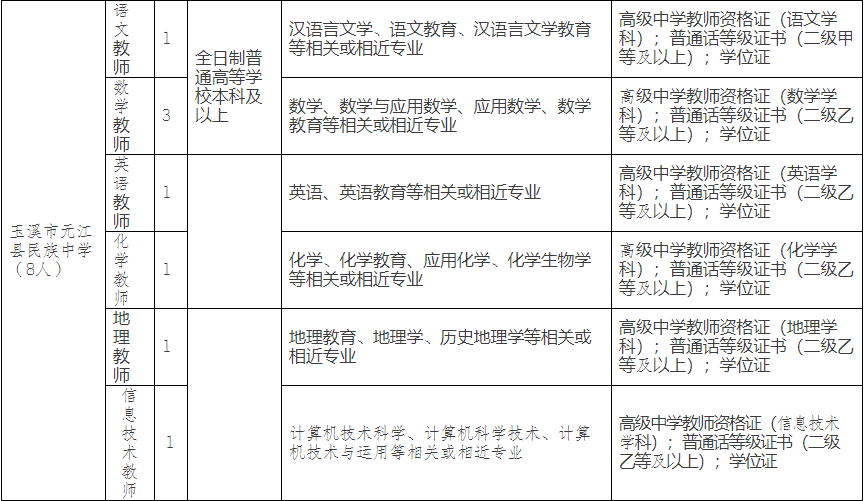 玉溪市元江
县民族中学
（8人）
语
文
教
师
1
全日制普
通高等学
校本科及
以上
汉语言文学、语文教育、汉语言文学教育
等相关或相近专业
高级中学教师资格证（语文学
科）；普通话等级证书（二级甲
等及以上）；学位证
数
学
教
师
3
数学、数学与应用数学、应用数学、数学
教育等相关或相近专业
高级中学教师资格证（数学学
科）；普通话等级证书（二级乙
等及以上）；学位证
英
语
教
师
1
英语、英语教育等相关或相近专业
高级中学教师资格证（英语学
科）；普通话等级证书（二级乙
等及以上）；学位证
化
学
教
师
1
化学、化学教育、应用化学、化学生物学
等相关或相近专业
高级中学教师资格证（化学学
科）；普通话等级证书（二级乙
等及以上）；学位证
地
理
教
师
1
地理教育、地理学、历史地理学等相关或
相近专业
高级中学教师资格证（地理学
科）；普通话等级证书（二级乙
等及以上）；学位证
信
息
技
术
教
师
1
计算机技术科学、计算机科学技术、计算
机技术与运用等相关或相近专业
高级中学教师资格证（信息技术
学科）；普通话等级证书（二级
乙等及以上）；学位证